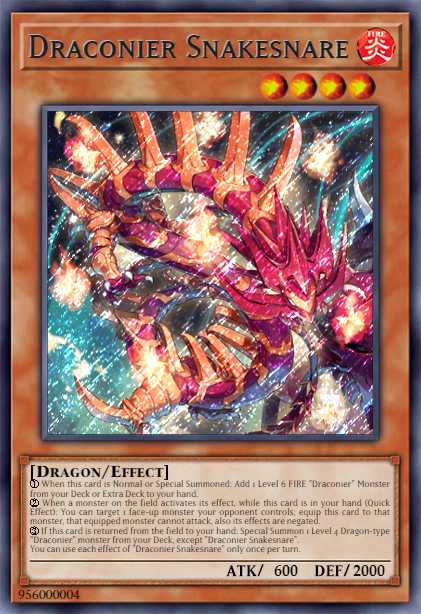 Draconier Snakesnare
FIRE
炎
[Dragon/Effect]
① When this card is Normal or Special Summoned: Add 1 Level 6 FIRE "Draconier" Monster
from your Deck or Extra Deck to your hand.
② When a monster on the field activates its effect, while this card is in your hand (Quick
Effect): You can target 1 face-up monster your opponent controls; equip this card to that
monster, that equipped monster cannot attack, also its effects are negated.
③ If this card is returned from the field to your hand: Special Summon 1 Level 4 Dragon-type
"Draconier" monster from your Deck, except "Draconier Snakesnare".
You can use each effect of "Draconier Snakesnare" only once per turn.
ATK/ 600 DEF/2000
956000004